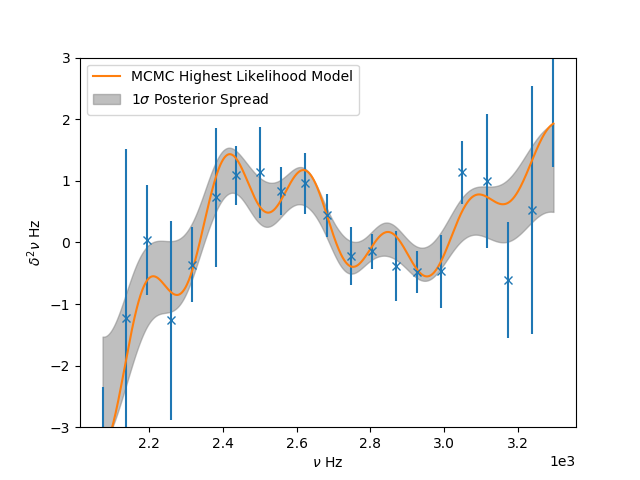 MCMC Highest Likelihood Model
1σ Posterior Spread
3
2
1
0
−1
−2
−3
δ²ν Hz
2.2 2.4 2.6 2.8 3.0 3.2
1e3
ν Hz